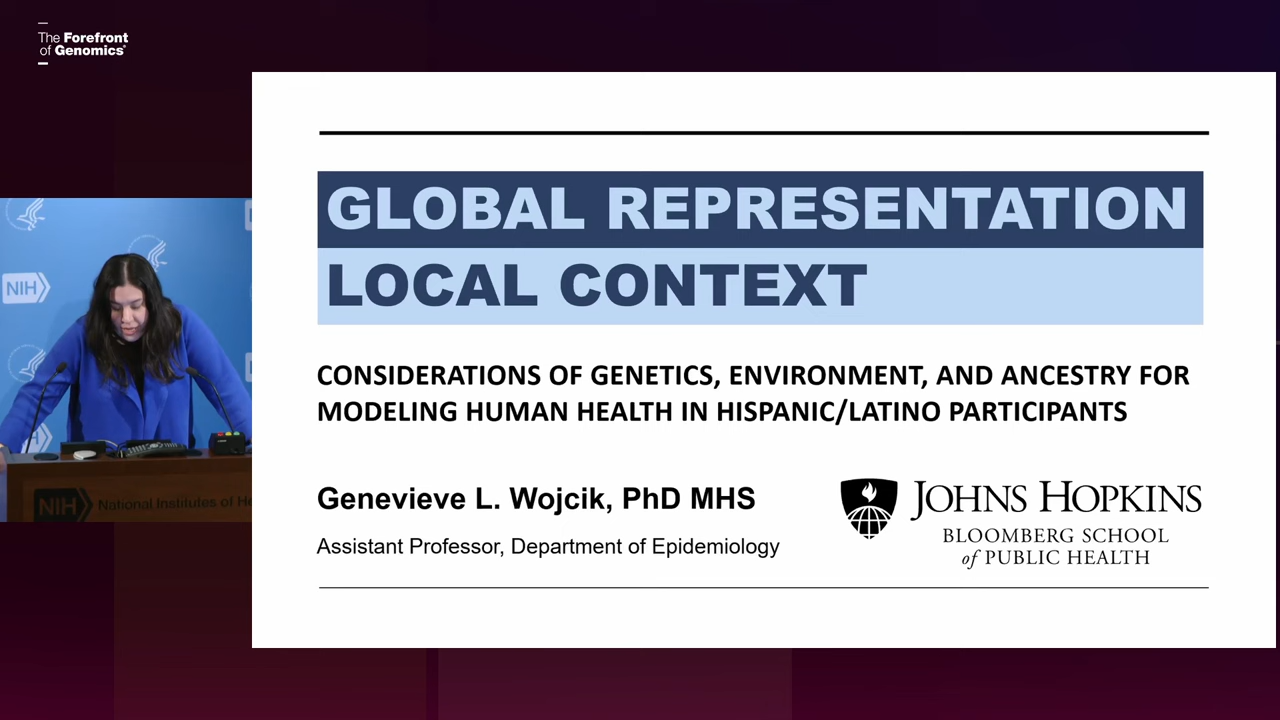 The Forefront
of Genomics®
GLOBAL REPRESENTATION
LOCAL CONTEXT
CONSIDERATIONS OF GENETICS, ENVIRONMENT, AND ANCESTRY FOR
MODELING HUMAN HEALTH IN HISPANIC/LATINO PARTICIPANTS
Genevieve L. Wojcik, PhD MHS
Assistant Professor, Department of Epidemiology
JOHNS HOPKINS
BLOOMBERG SCHOOL
of PUBLIC HEALTH
NIH
NIH National Institutes of He